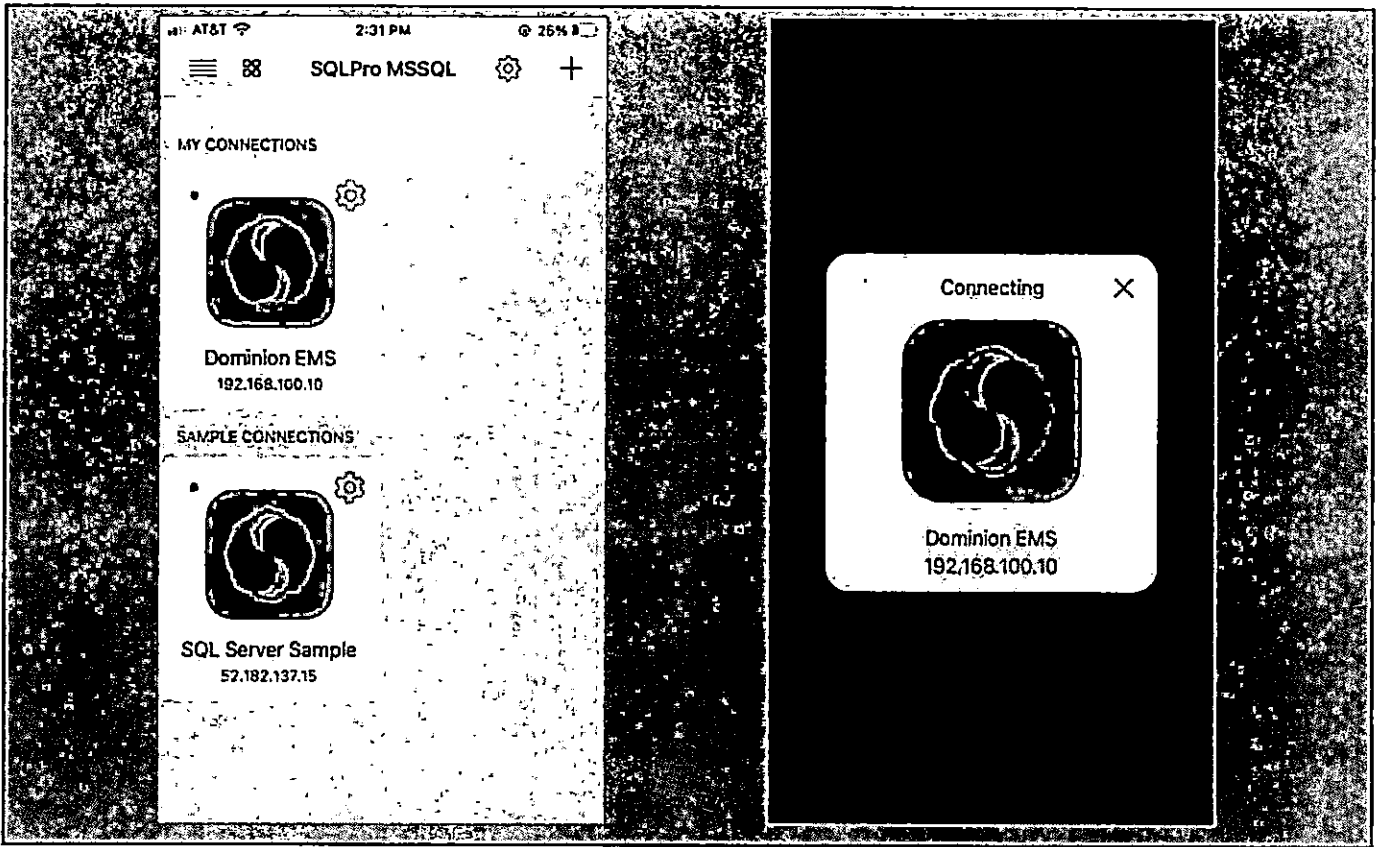 AT&T 2:31 PM 26%
SQLPro MSSQL
MY CONNECTIONS
Dominion EMS
192.168.100.10
SAMPLE CONNECTIONS
SQL Server Sample
52.182.137.15
Connecting
Dominion EMS
192.168.100.10